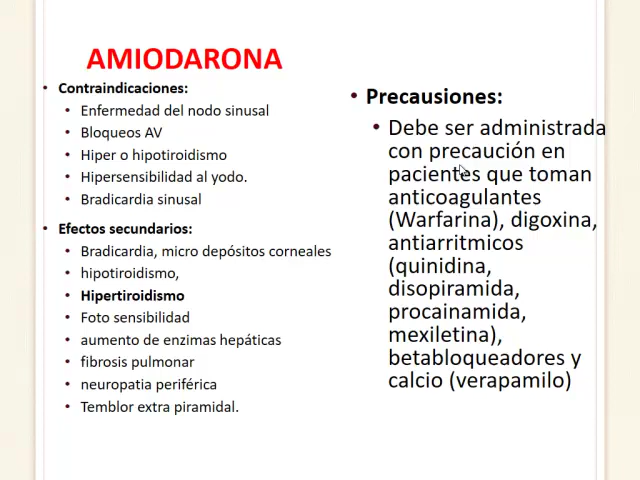 AMIODARONA
• Contraindicaciones:
• Enfermedad del nodo sinusal
• Bloqueos AV
• Hiper o hipotiroidismo
• Hipersensibilidad al yodo.
• Bradicardia sinusal
• Efectos secundarios:
• Bradicardia, micro depósitos corneales
• hipotiroidismo,
• Hipertiroidismo
• Foto sensibilidad
• aumento de enzimas hepáticas
• fibrosis pulmonar
• neuropatia periférica
• Temblor extra piramidal.
• Precausiones:
• Debe ser administrada
con precaución en
pacientes que toman
anticoagulantes
(Warfarina), digoxina,
antiarritmicos
(quinidina,
disopiramida,
procainamida,
mexiletina),
betabloqueadores y
calcio (verapamilo)